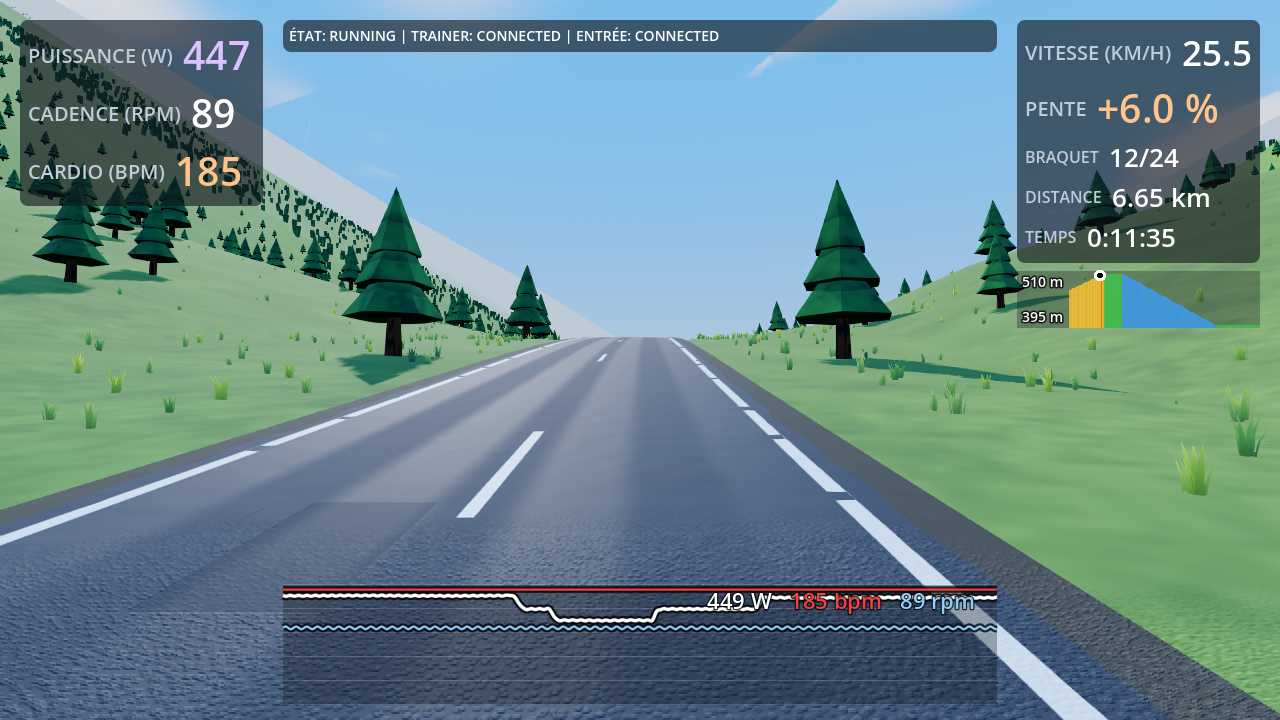 PUISSANCE (W) 447
CADENCE (RPM) 89
CARDIO (BPM) 185
ÉTAT: RUNNING | TRAINER: CONNECTED | ENTRÉE: CONNECTED
VITESSE (KM/H) 25.5
PENTE +6.0 %
BRAQUET 12/24
DISTANCE 6.65 km
TEMPS 0:11:35
510 m
395 m
449 W 185 bpm 89 rpm